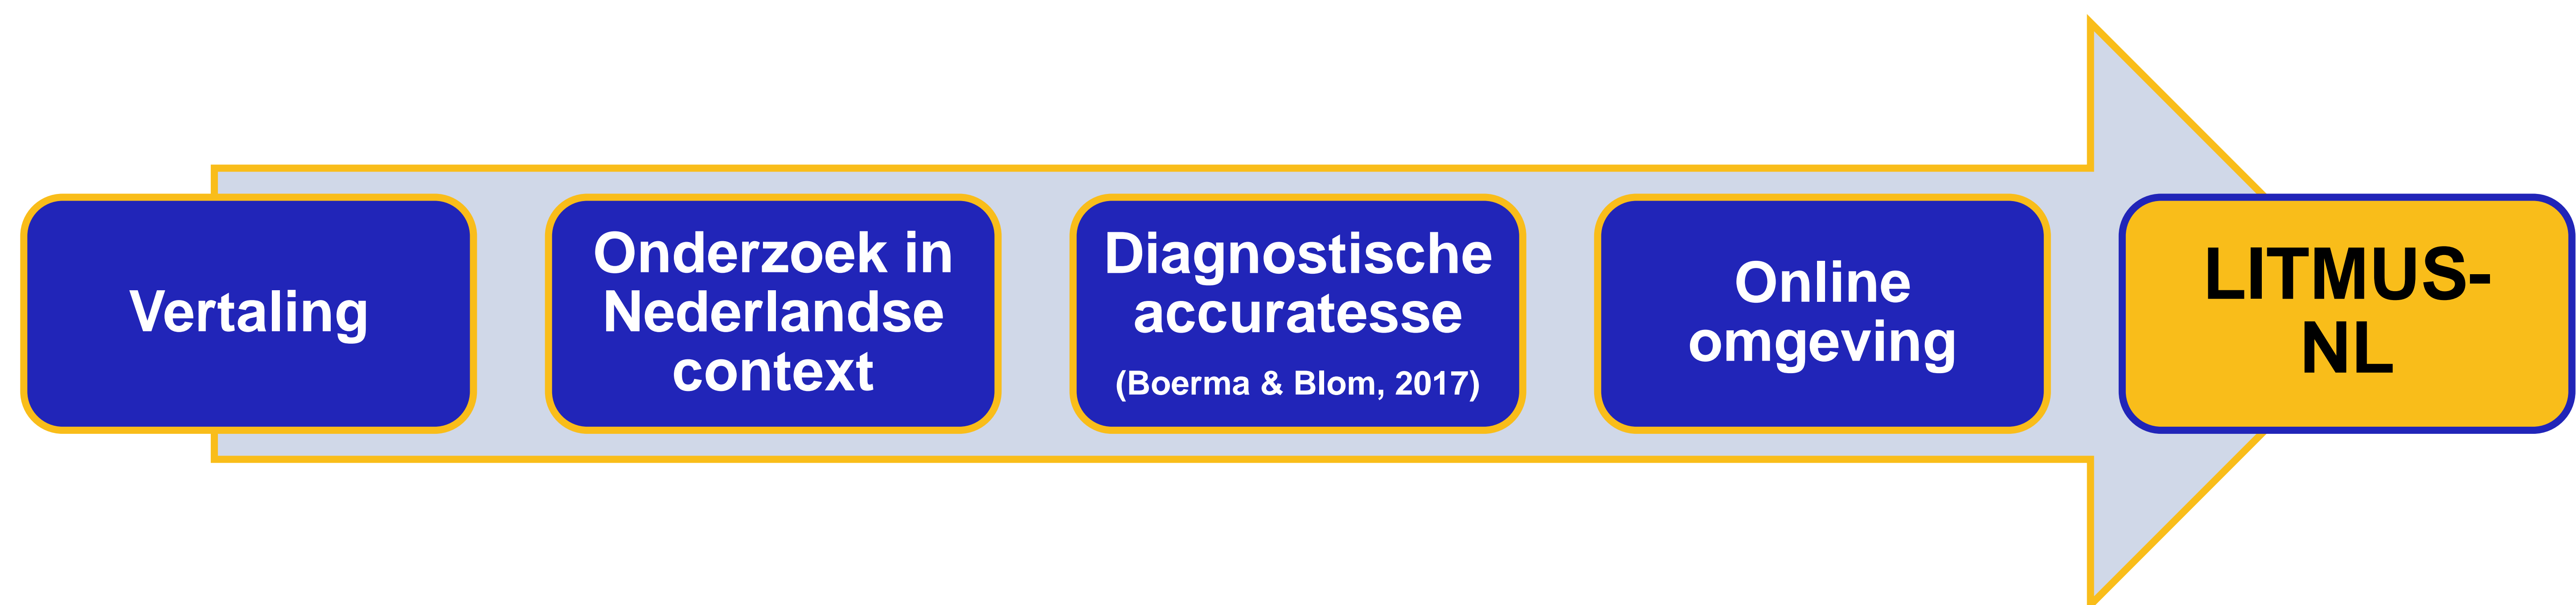 Vertaling
Onderzoek in
Nederlandse
context
Diagnostische
accuratesse
(Boerma & Blom, 2017)
Online
omgeving
LITMUS-
NL